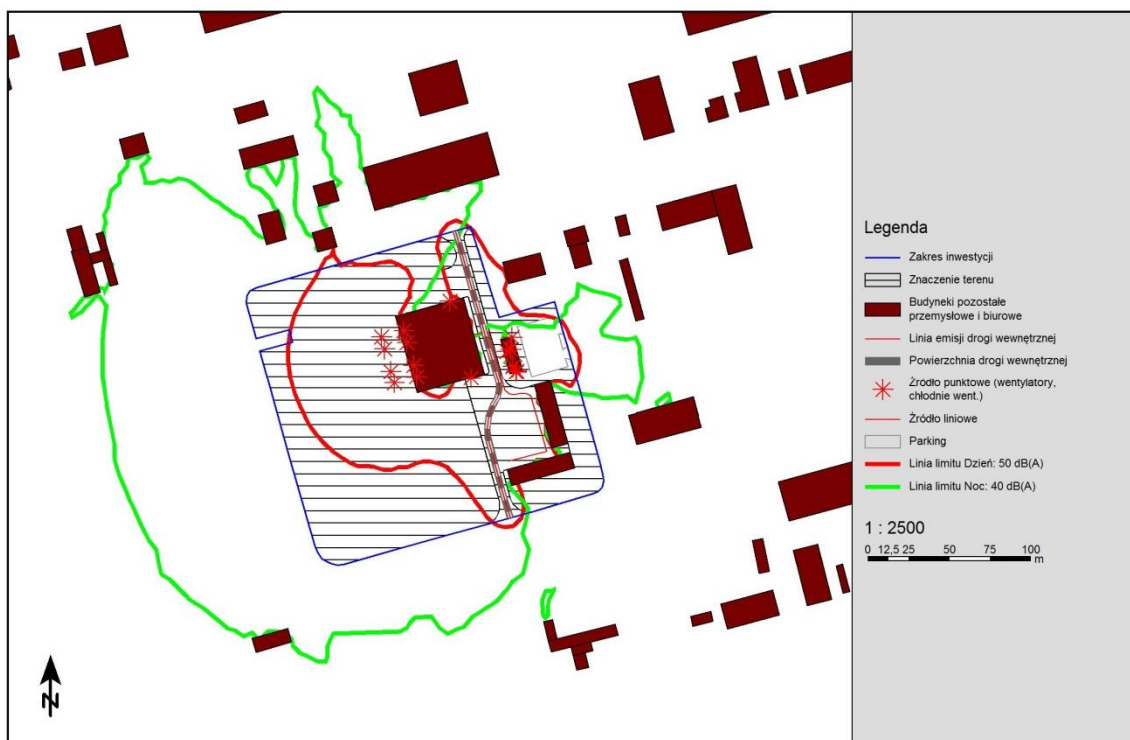 Legenda
Zakres inwestycji
Znaczenie terenu
Budynki pozostałe
przemysłowe i biurowe
Linia emisji drogi wewnętrznej
Powierzchnia drogi wewnętrznej
Źródło punktowe (wentylatory,
chłodnie went.)
Źródło liniowe
Parking
Linia limitu Dzień: 50 dB(A)
Linia limitu Noc: 40 dB(A)
1 : 2500
0 12,5 25 50 75 100
m
N